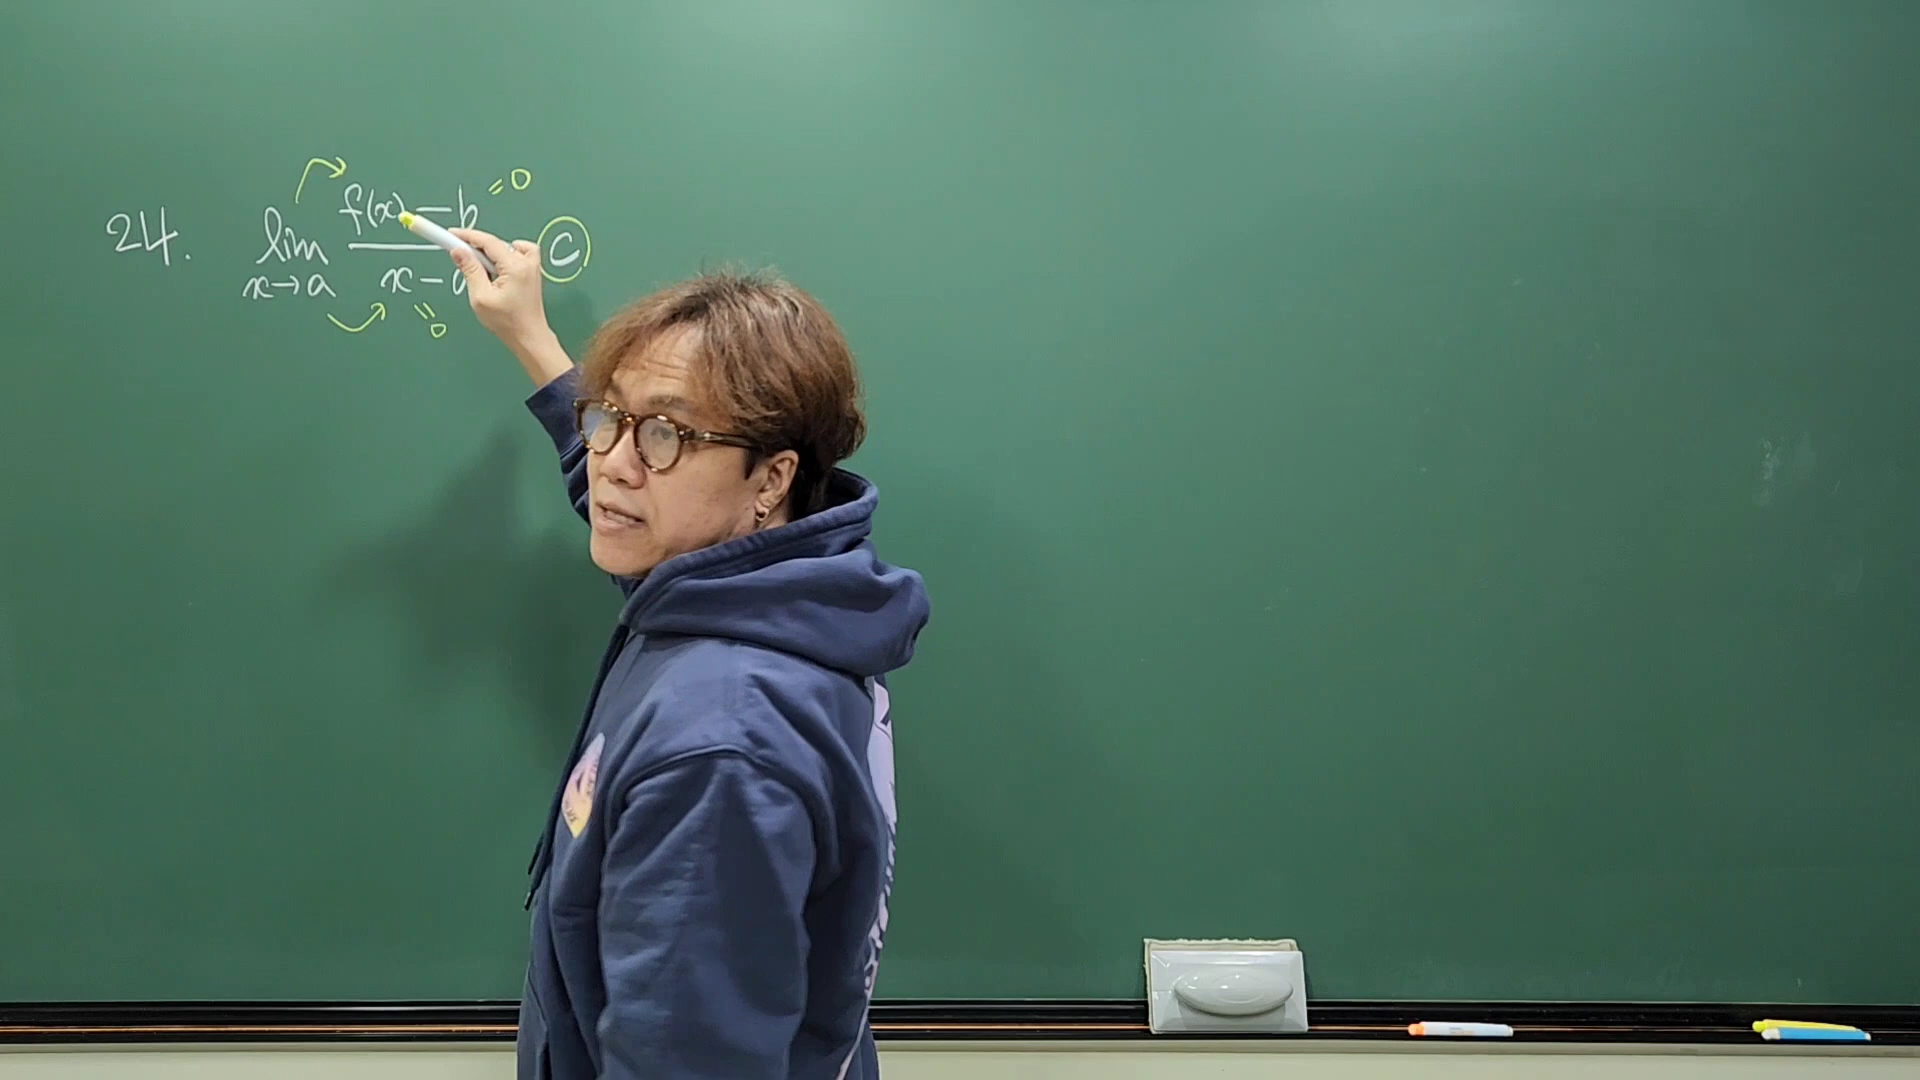 24. lim f(x) - b = 0 C
x→a x - a = 0